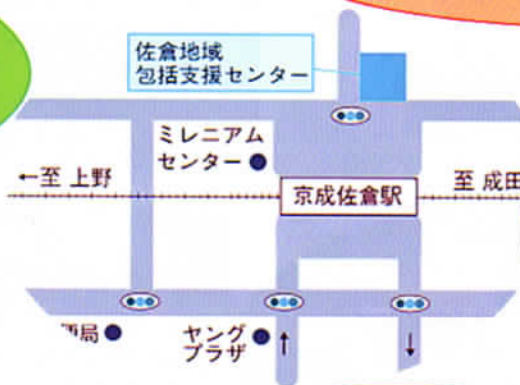 佐倉地域
包括支援センター
ミレニアム
センター
←至 上野
京成佐倉駅
至 成田
ヤング
プラザ
↑
↓